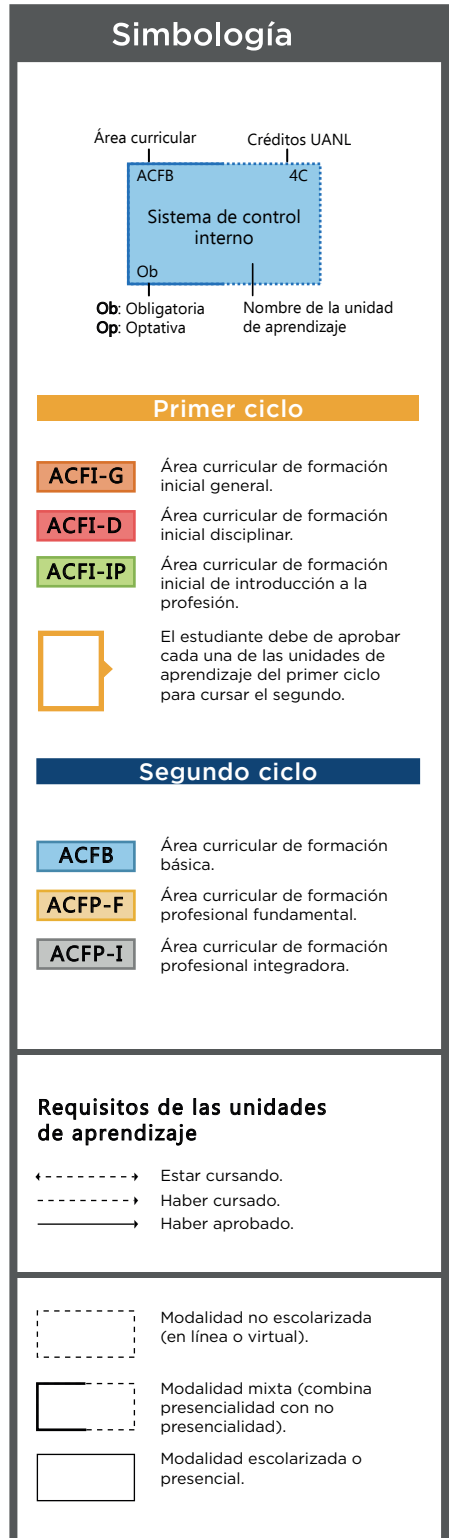 Simbología
Área curricular
Créditos UANL
ACFB
4C
Sistema de control
interno
Ob
Ob: Obligatoria
Op: Optativa
Nombre de la unidad
de aprendizaje
Primer ciclo
ACFI-G
Área curricular de formación
inicial general.
ACFI-D
Área curricular de formación
inicial disciplinar.
ACFI-IP
Área curricular de formación
inicial de introducción a la
profesión.
El estudiante debe de aprobar
cada una de las unidades de
aprendizaje del primer ciclo
para cursar el segundo.
Segundo ciclo
ACFB
Área curricular de formación
básica.
ACFP-F
Área curricular de formación
profesional fundamental.
ACFP-I
Área curricular de formación
profesional integradora.
Requisitos de las unidades
de aprendizaje
Estar cursando.
Haber cursado.
Haber aprobado.
Modalidad no escolarizada
(en línea o virtual).
Modalidad mixta (combina
presencialidad con no
presencialidad).
Modalidad escolarizada o
presencial.